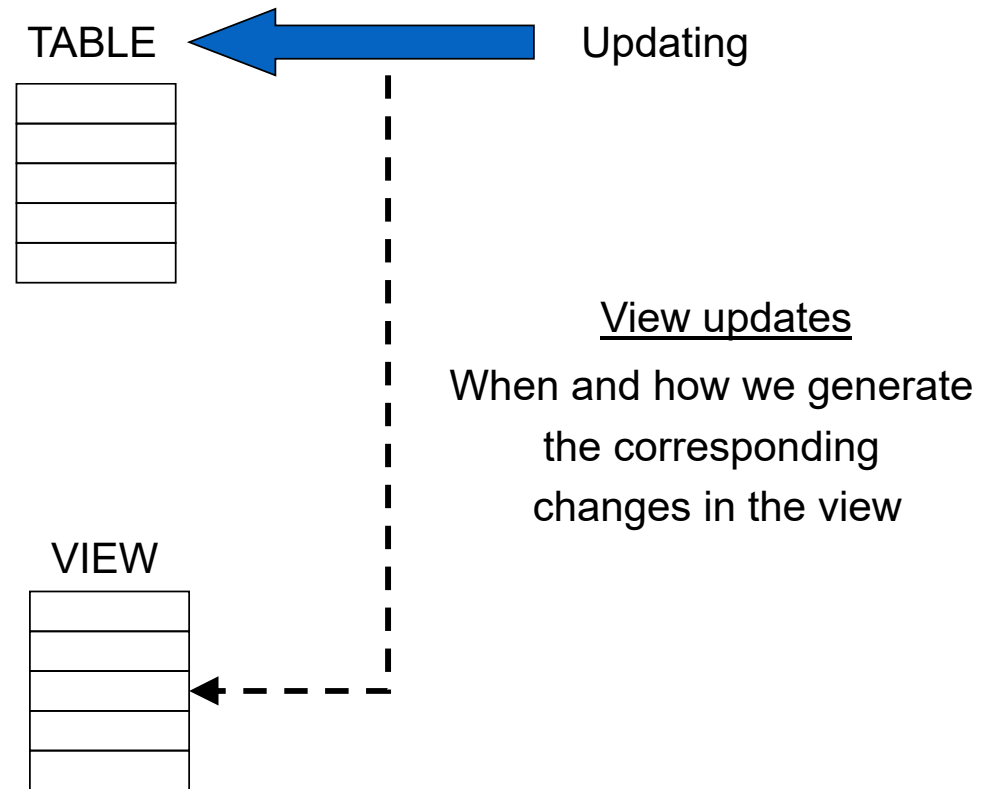 TABLE
Updating
View updates
When and how we generate
the corresponding
changes in the view
VIEW